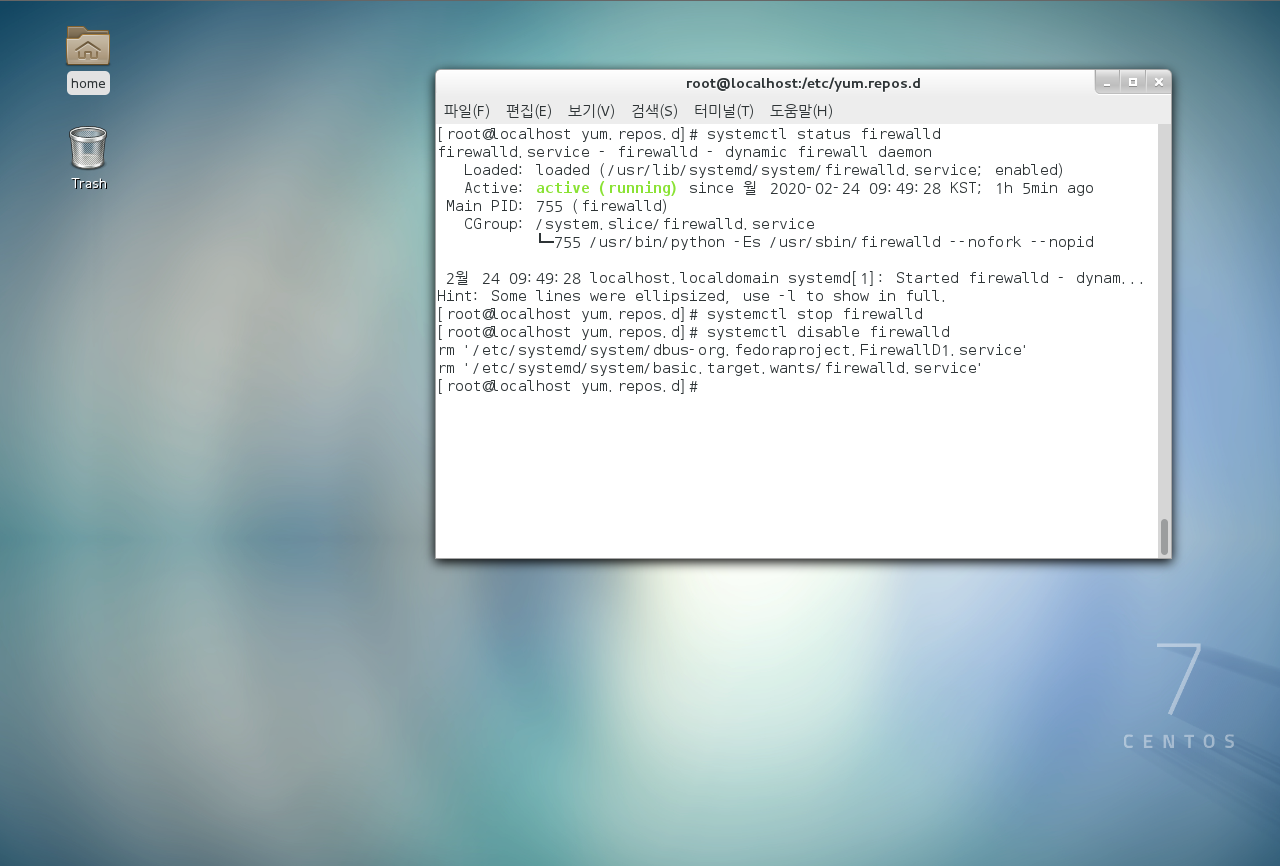 home
Trash
root@localhost:/etc/yum.repos.d
파일(F) 편집(E) 보기(V) 검색(S) 터미널(T) 도움말(H)
[root@localhost yum.repos.d]# systemctl status firewalld
firewalld.service - firewalld - dynamic firewall daemon
   Loaded: loaded (/usr/lib/systemd/system/firewalld.service; enabled)
   Active: active (running) since 월 2020-02-24 09:49:28 KST; 1h 5min ago
 Main PID: 755 (firewalld)
   CGroup: /system.slice/firewalld.service
           └─755 /usr/bin/python -Es /usr/sbin/firewalld --nofork --nopid
 2월  24 09:49:28 localhost.localdomain systemd[1]: Started firewalld - dynam...
Hint: Some lines were ellipsized, use -l to show in full.
[root@localhost yum.repos.d]# systemctl stop firewalld
[root@localhost yum.repos.d]# systemctl disable firewalld
rm '/etc/systemd/system/dbus-org.fedoraproject.FirewallD1.service'
rm '/etc/systemd/system/basic.target.wants/firewalld.service'
[root@localhost yum.repos.d]#
7
CENTOS